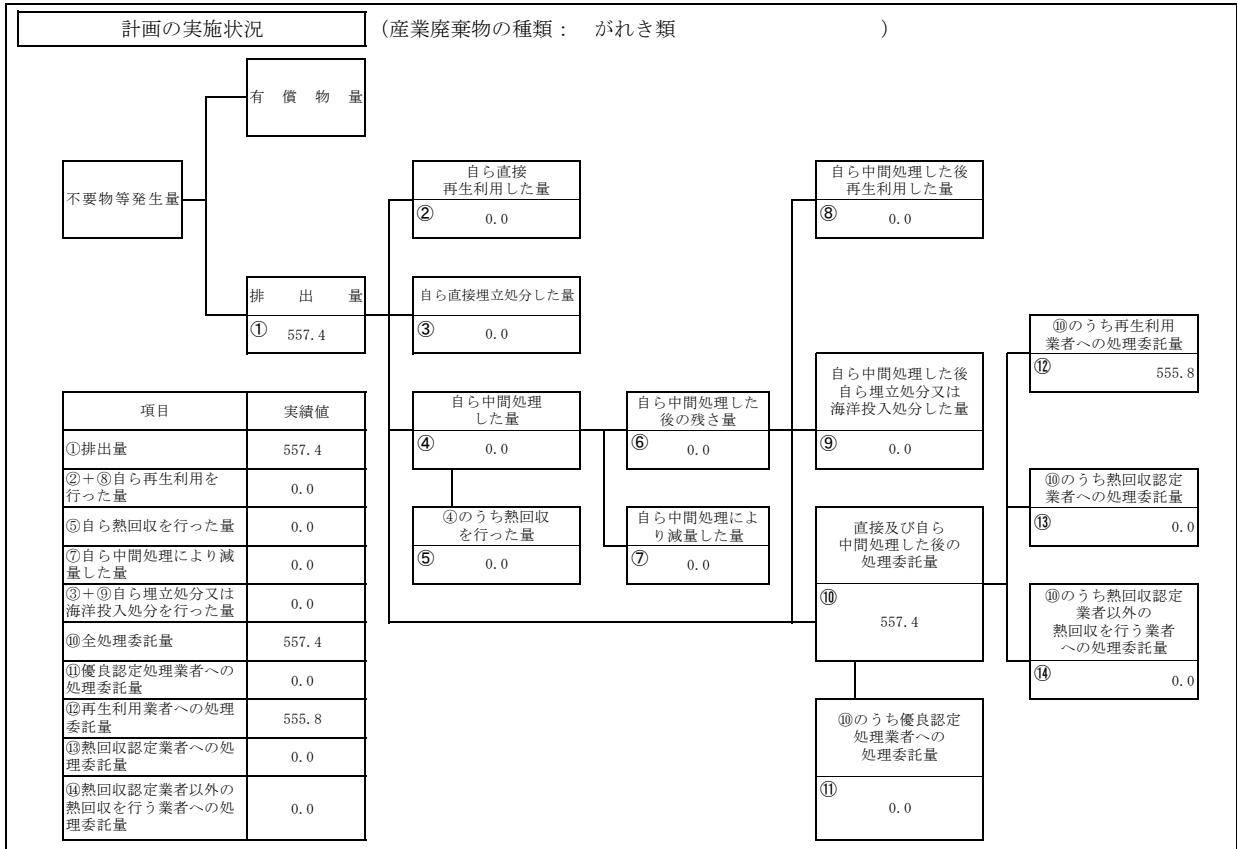 計画の実施状況
(産業廃棄物の種類： がれき類 )
有償物量
不要物等発生量
自ら直接
再生利用した量
② 0.0
自ら中間処理した後
再生利用した量
⑧ 0.0
排出量
① 557.4
自ら直接埋立処分した量
③ 0.0
⑩のうち再生利用
業者への処理委託量
⑫ 555.8
自ら中間処理
した量
④ 0.0
自ら中間処理した
後の残さ量
⑥ 0.0
自ら中間処理した後
自ら埋立処分又は
海洋投入処分した量
⑨ 0.0
⑩のうち熱回収認定
業者への処理委託量
⑬ 0.0
④のうち熱回収
を行った量
⑤ 0.0
自ら中間処理によ
り減量した量
⑦ 0.0
直接及び自ら
中間処理した後の
処理委託量
⑩
557.4
⑩のうち熱回収認定
業者以外の
熱回収を行う業者
への処理委託量
⑭ 0.0
⑩のうち優良認定
処理業者への
処理委託量
⑪
0.0
項目 実績値
①排出量 557.4
②＋⑧自ら再生利用を
行った量 0.0
⑤自ら熱回収を行った量 0.0
⑦自ら中間処理により減
量した量 0.0
③＋⑨自ら埋立処分又は
海洋投入処分を行った量 0.0
⑩全処理委託量 557.4
⑪優良認定処理業者への
処理委託量 0.0
⑫再生利用業者への処理
委託量 555.8
⑬熱回収認定業者への処
理委託量 0.0
⑭熱回収認定業者以外の
熱回収を行う業者への処
理委託量 0.0